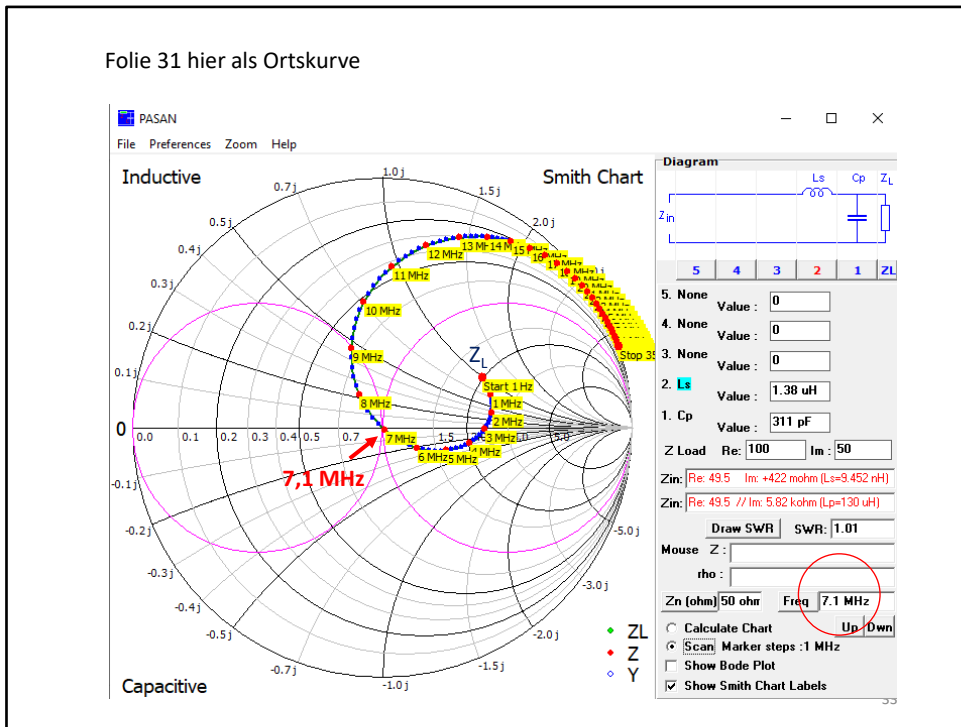 Folie 31 hier als Ortskurve
PASAN
File Preferences Zoom Help
Inductive
Smith Chart
1.0 j
0.7 j
1.5 j
0.5 j
2.0 j
0.4 j
0.3 j
0.2 j
0.1 j
0
0.0 0.1 0.2 0.3 0.4 0.7 1.5 5.0
-0.1 j
-0.2 j
-0.3 j
-0.4 j
-0.5 j
-0.7 j
-1.0 j
-1.5 j
-2.0 j
-3.0 j
-5.0 j
13 MH
14 M
15 MH
12 MHz
11 MHz
10 MHz
9 MHz
8 MHz
7 MHz
6 MH
5 MH
4 MHz
3 MHz
2 MHz
1 MHz
Start 1 Hz
Stop 35
ZL
7,1 MHz
Capacitive
ZL
Z
Y
Diagram
Ls Cp ZL
Zin
5 4 3 2 1 ZL
5. None
Value : 0
4. None
Value : 0
3. None
Value : 0
2. Ls
Value : 1.38 uH
1. Cp
Value : 311 pF
Z Load Re: 100 Im : 50
Zin: Re: 49.5 Im: +422 mohm (Ls=9.452 nH)
Zin: Re: 49.5 // Im: 5.82 kohm (Lp=130 uH)
Draw SWR SWR: 1.01
Mouse Z :
rho :
Zn (ohm) 50 ohm Freq 7.1 MHz
Calculate Chart Up Dwn
Scan Marker steps :1 MHz
Show Bode Plot
Show Smith Chart Labels